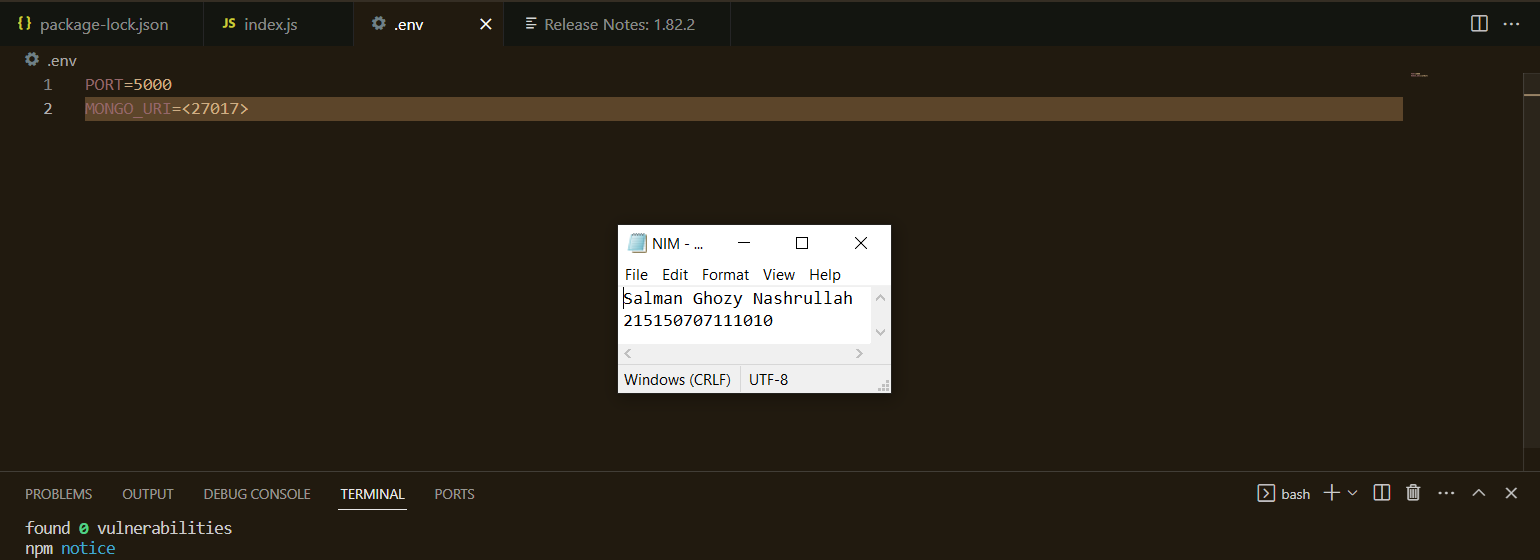 {} package-lock.json
JS index.js
.env
Release Notes: 1.82.2
.env
1 PORT=5000
2 MONGO_URI=<27017>
NIM - ...
File Edit Format View Help
Salman Ghozy Nashrullah
215150707111010
Windows (CRLF) UTF-8
PROBLEMS OUTPUT DEBUG CONSOLE TERMINAL PORTS
bash
found 0 vulnerabilities
npm notice